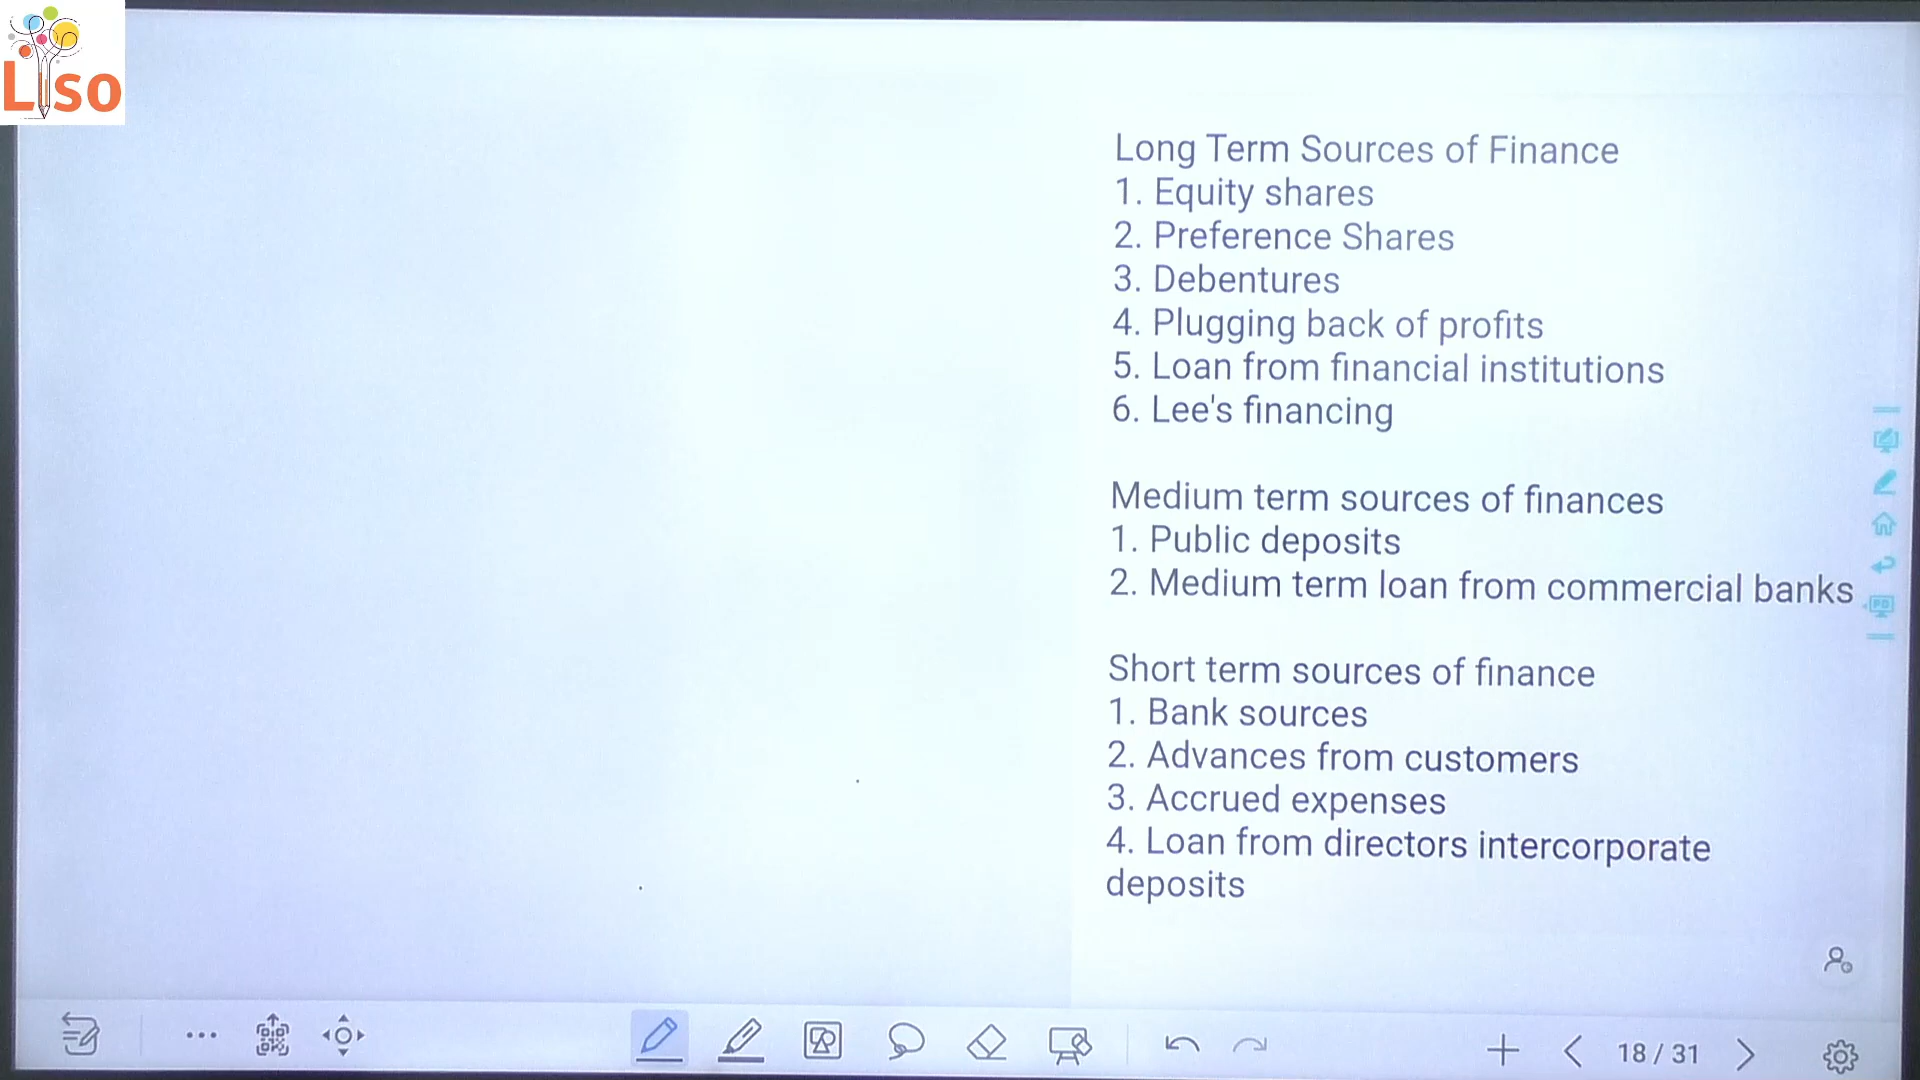 Liso
Long Term Sources of Finance
1. Equity shares
2. Preference Shares
3. Debentures
4. Plugging back of profits
5. Loan from financial institutions
6. Lee's financing
Medium term sources of finances
1. Public deposits
2. Medium term loan from commercial banks
Short term sources of finance
1. Bank sources
2. Advances from customers
3. Accrued expenses
4. Loan from directors intercorporate
deposits
18 / 31